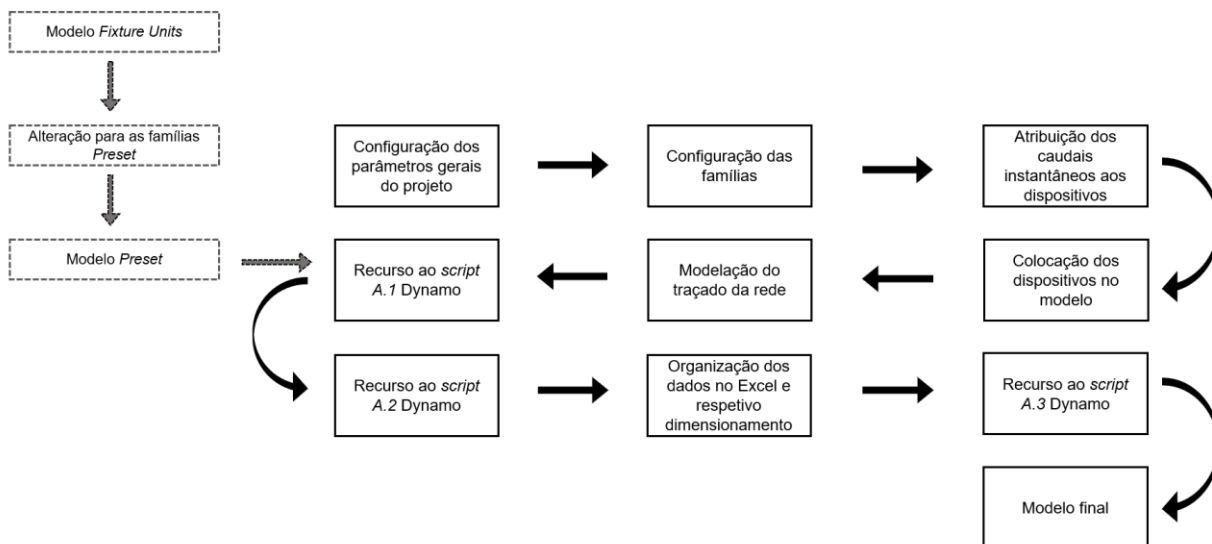 Modelo Fixture Units
Alteração para as famílias
Preset
Modelo Preset
Configuração dos
parâmetros gerais
do projeto
Configuração das
famílias
Atribuição dos
caudais
instantâneos aos
dispositivos
Recurso ao script
A.1 Dynamo
Modelação do
traçado da rede
Colocação dos
dispositivos no
modelo
Recurso ao script
A.2 Dynamo
Organização dos
dados no Excel e
respetivo
dimensionamento
Recurso ao script
A.3 Dynamo
Modelo final